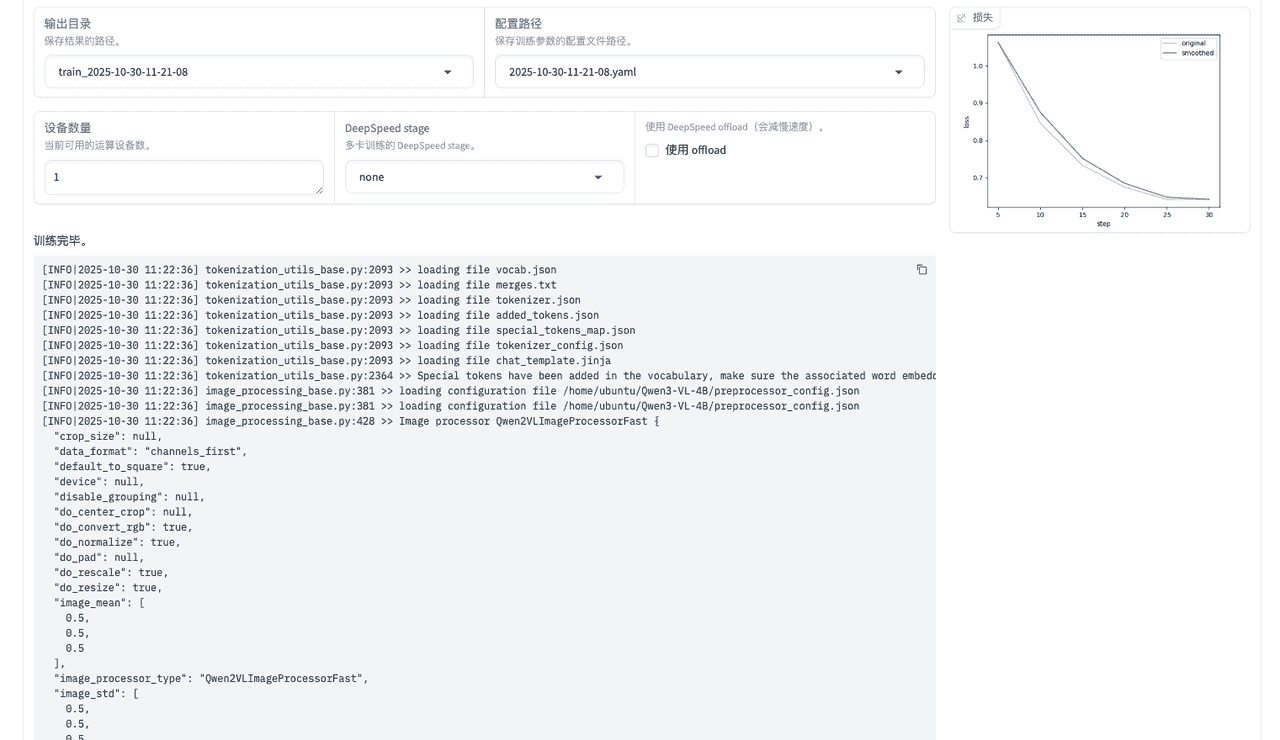 输出目录
保存结果的路径。
train_2025-10-30-11-21-08
配置路径
保存训练参数的配置文件路径。
2025-10-30-11-21-08.yaml
设备数量
当前可用的运算设备数。
1
DeepSpeed stage
多卡训练的 DeepSpeed stage。
none
使用 DeepSpeed offload（会减慢速度）。
使用 offload
损失
original
smoothed
1.0
0.9
0.8
0.7
loss
5 10 15 20 25 30
step
训练完毕。
[INFO|2025-10-30 11:22:36] tokenization_utils_base.py:2093 >> loading file vocab.json
[INFO|2025-10-30 11:22:36] tokenization_utils_base.py:2093 >> loading file merges.txt
[INFO|2025-10-30 11:22:36] tokenization_utils_base.py:2093 >> loading file tokenizer.json
[INFO|2025-10-30 11:22:36] tokenization_utils_base.py:2093 >> loading file added_tokens.json
[INFO|2025-10-30 11:22:36] tokenization_utils_base.py:2093 >> loading file special_tokens_map.json
[INFO|2025-10-30 11:22:36] tokenization_utils_base.py:2093 >> loading file tokenizer_config.json
[INFO|2025-10-30 11:22:36] tokenization_utils_base.py:2093 >> loading file chat_template.jinja
[INFO|2025-10-30 11:22:36] tokenization_utils_base.py:2364 >> Special tokens have been added in the vocabulary, make sure the associated word embedd
[INFO|2025-10-30 11:22:36] image_processing_base.py:381 >> loading configuration file /home/ubuntu/Qwen3-VL-4B/preprocessor_config.json
[INFO|2025-10-30 11:22:36] image_processing_base.py:381 >> loading configuration file /home/ubuntu/Qwen3-VL-4B/preprocessor_config.json
[INFO|2025-10-30 11:22:36] image_processing_base.py:428 >> Image processor Qwen2VLImageProcessorFast {
"crop_size": null,
"data_format": "channels_first",
"default_to_square": true,
"device": null,
"disable_grouping": null,
"do_center_crop": null,
"do_convert_rgb": true,
"do_normalize": true,
"do_pad": null,
"do_rescale": true,
"do_resize": true,
"image_mean": [
0.5,
0.5,
0.5
],
"image_processor_type": "Qwen2VLImageProcessorFast",
"image_std": [
0.5,
0.5,
0.5